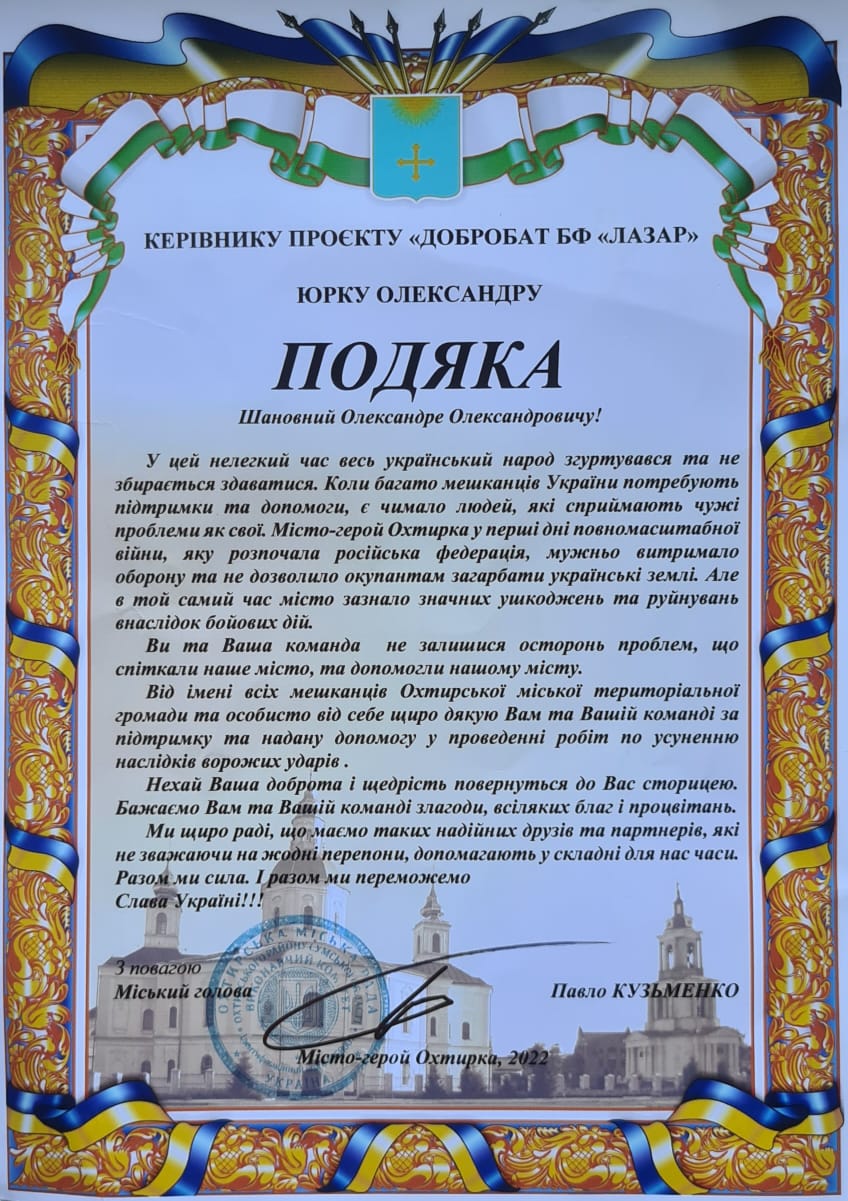 КЕРІВНИКУ ПРОЄКТУ «ДОБРОБАТ БФ «ЛАЗАР»
ЮРКУ ОЛЕКСАНДРУ
ПОДЯКА
Шановний Олександре Олександровичу!
У цей нелегкий час весь український народ згуртувався та не
збирається здаватися. Коли багато мешканців України потребують
підтримки та допомоги, є чимало людей, які сприймають чужі
проблеми як свої. Місто-герой Охтирка у перші дні повномасштабної
війни, яку розпочала російська федерація, мужньо витримало
оборону та не дозволило окупантам загарбати українські землі. Але
в той самий час місто зазнало значних ушкоджень та руйнувань
внаслідок бойових дій.
Ви та Ваша команда не залишися осторонь проблем, що
спіткали наше місто, та допомогли нашому місту.
Від імені всіх мешканців Охтирської міської територіальної
громади та особисто від себе щиро дякую Вам та Вашій команді за
підтримку та надану допомогу у проведенні робіт по усуненню
наслідків ворожих ударів .
Нехай Ваша доброта і щедрість повернуться до Вас сторицею.
Бажаємо Вам та Вашій команді злагоди, всіляких благ і процвітань.
Ми щиро раді, що маємо таких надійних друзів та партнерів, які
не зважаючи на жодні перепони, допомагають у складні для нас часи.
Разом ми сила. І разом ми переможемо
Слава Україні!!!
З повагою
Міський голова
Павло КУЗЬМЕНКО
Місто-герой Охтирка, 2022
ОХТИРСЬКА МІСЬКА РАДА
ОХТИРСЬКОГО РАЙОНУ СУМСЬКОЇ
ВИКОНАВЧИЙ КОМІТЕТ
УКРАЇНА